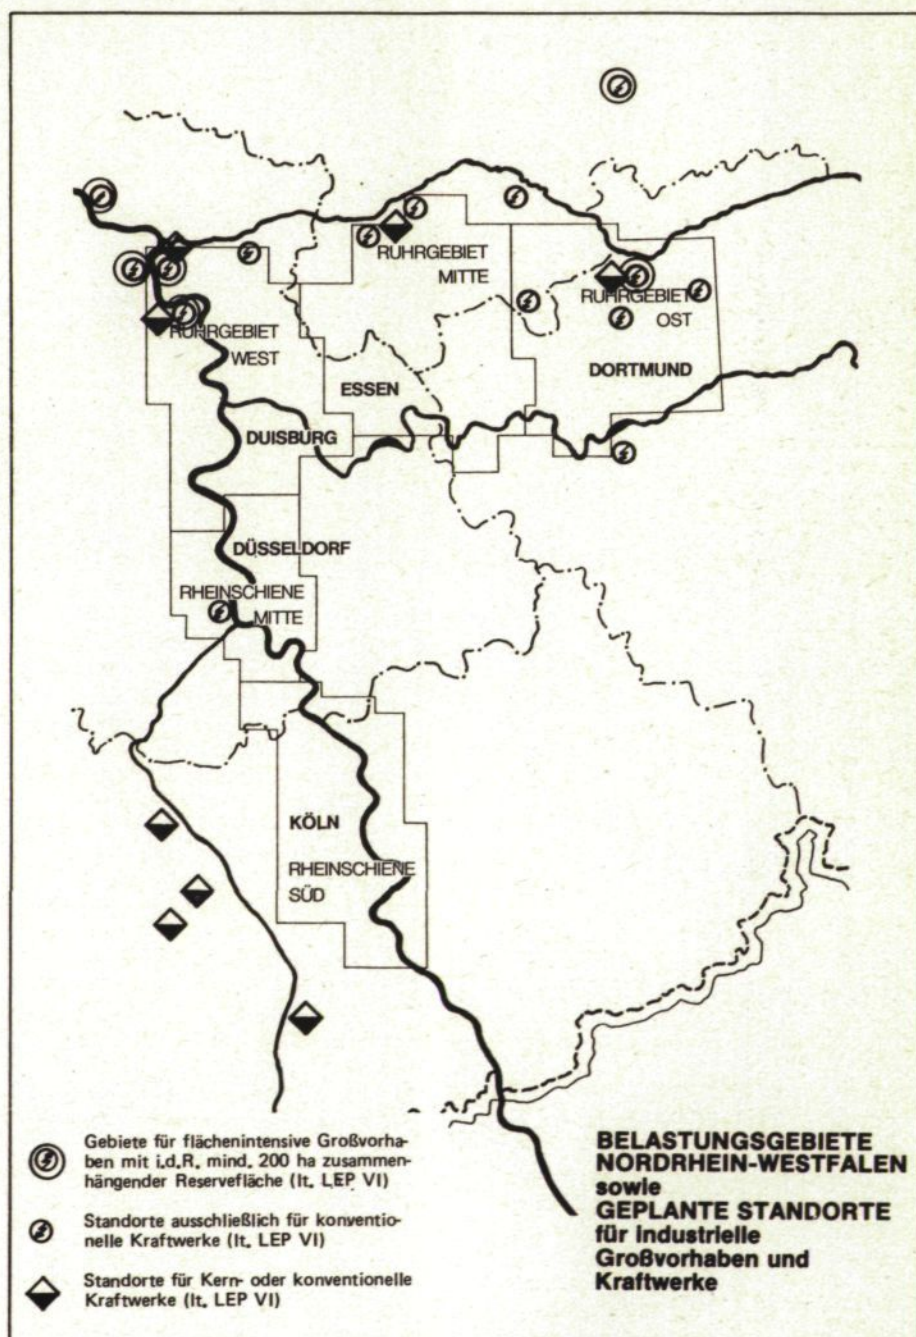 RUHRGEBIET
MITTE
RUHRGEBIET
OST
RUHRGEBIET
WEST
DORTMUND
ESSEN
DUISBURG
DÜSSELDORF
RHEINSCHIENE
MITTE
KÖLN
RHEINSCHIENE
SÜD
Gebiete für flächenintensive Großvorha-
ben mit i.d.R. mind. 200 ha zusammen-
hängender Reservefläche (lt. LEP VI)
Standorte ausschließlich für konventio-
nelle Kraftwerke (lt. LEP VI)
Standorte für Kern- oder konventionelle
Kraftwerke (lt. LEP VI)
BELASTUNGSGEBIETE
NORDRHEIN-WESTFALEN
sowie
GEPLANTE STANDORTE
für industrielle
Großvorhaben und
Kraftwerke